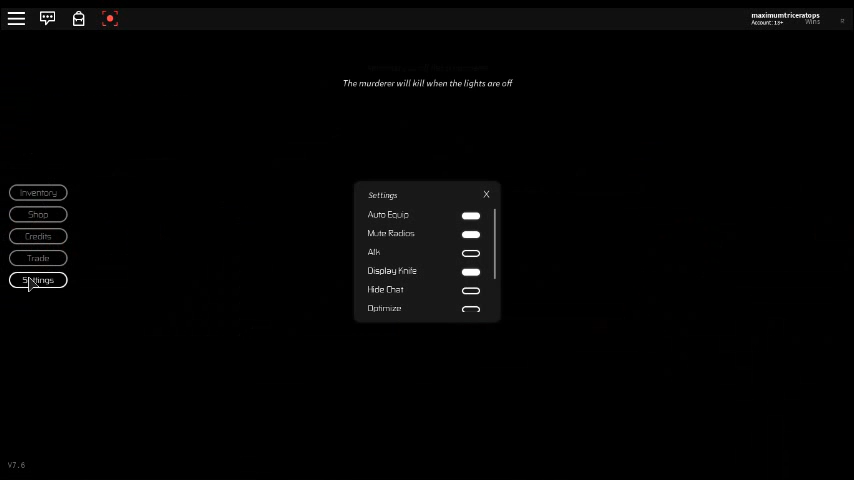 maximumtriceratops
Account: 13+
Wins
The murderer will kill when the lights are off
Inventory
Shop
Credits
Trade
Settings
Settings
X
Auto Equip
Mute Radios
Afk
Display Knife
Hide Chat
Optimize
V7.6